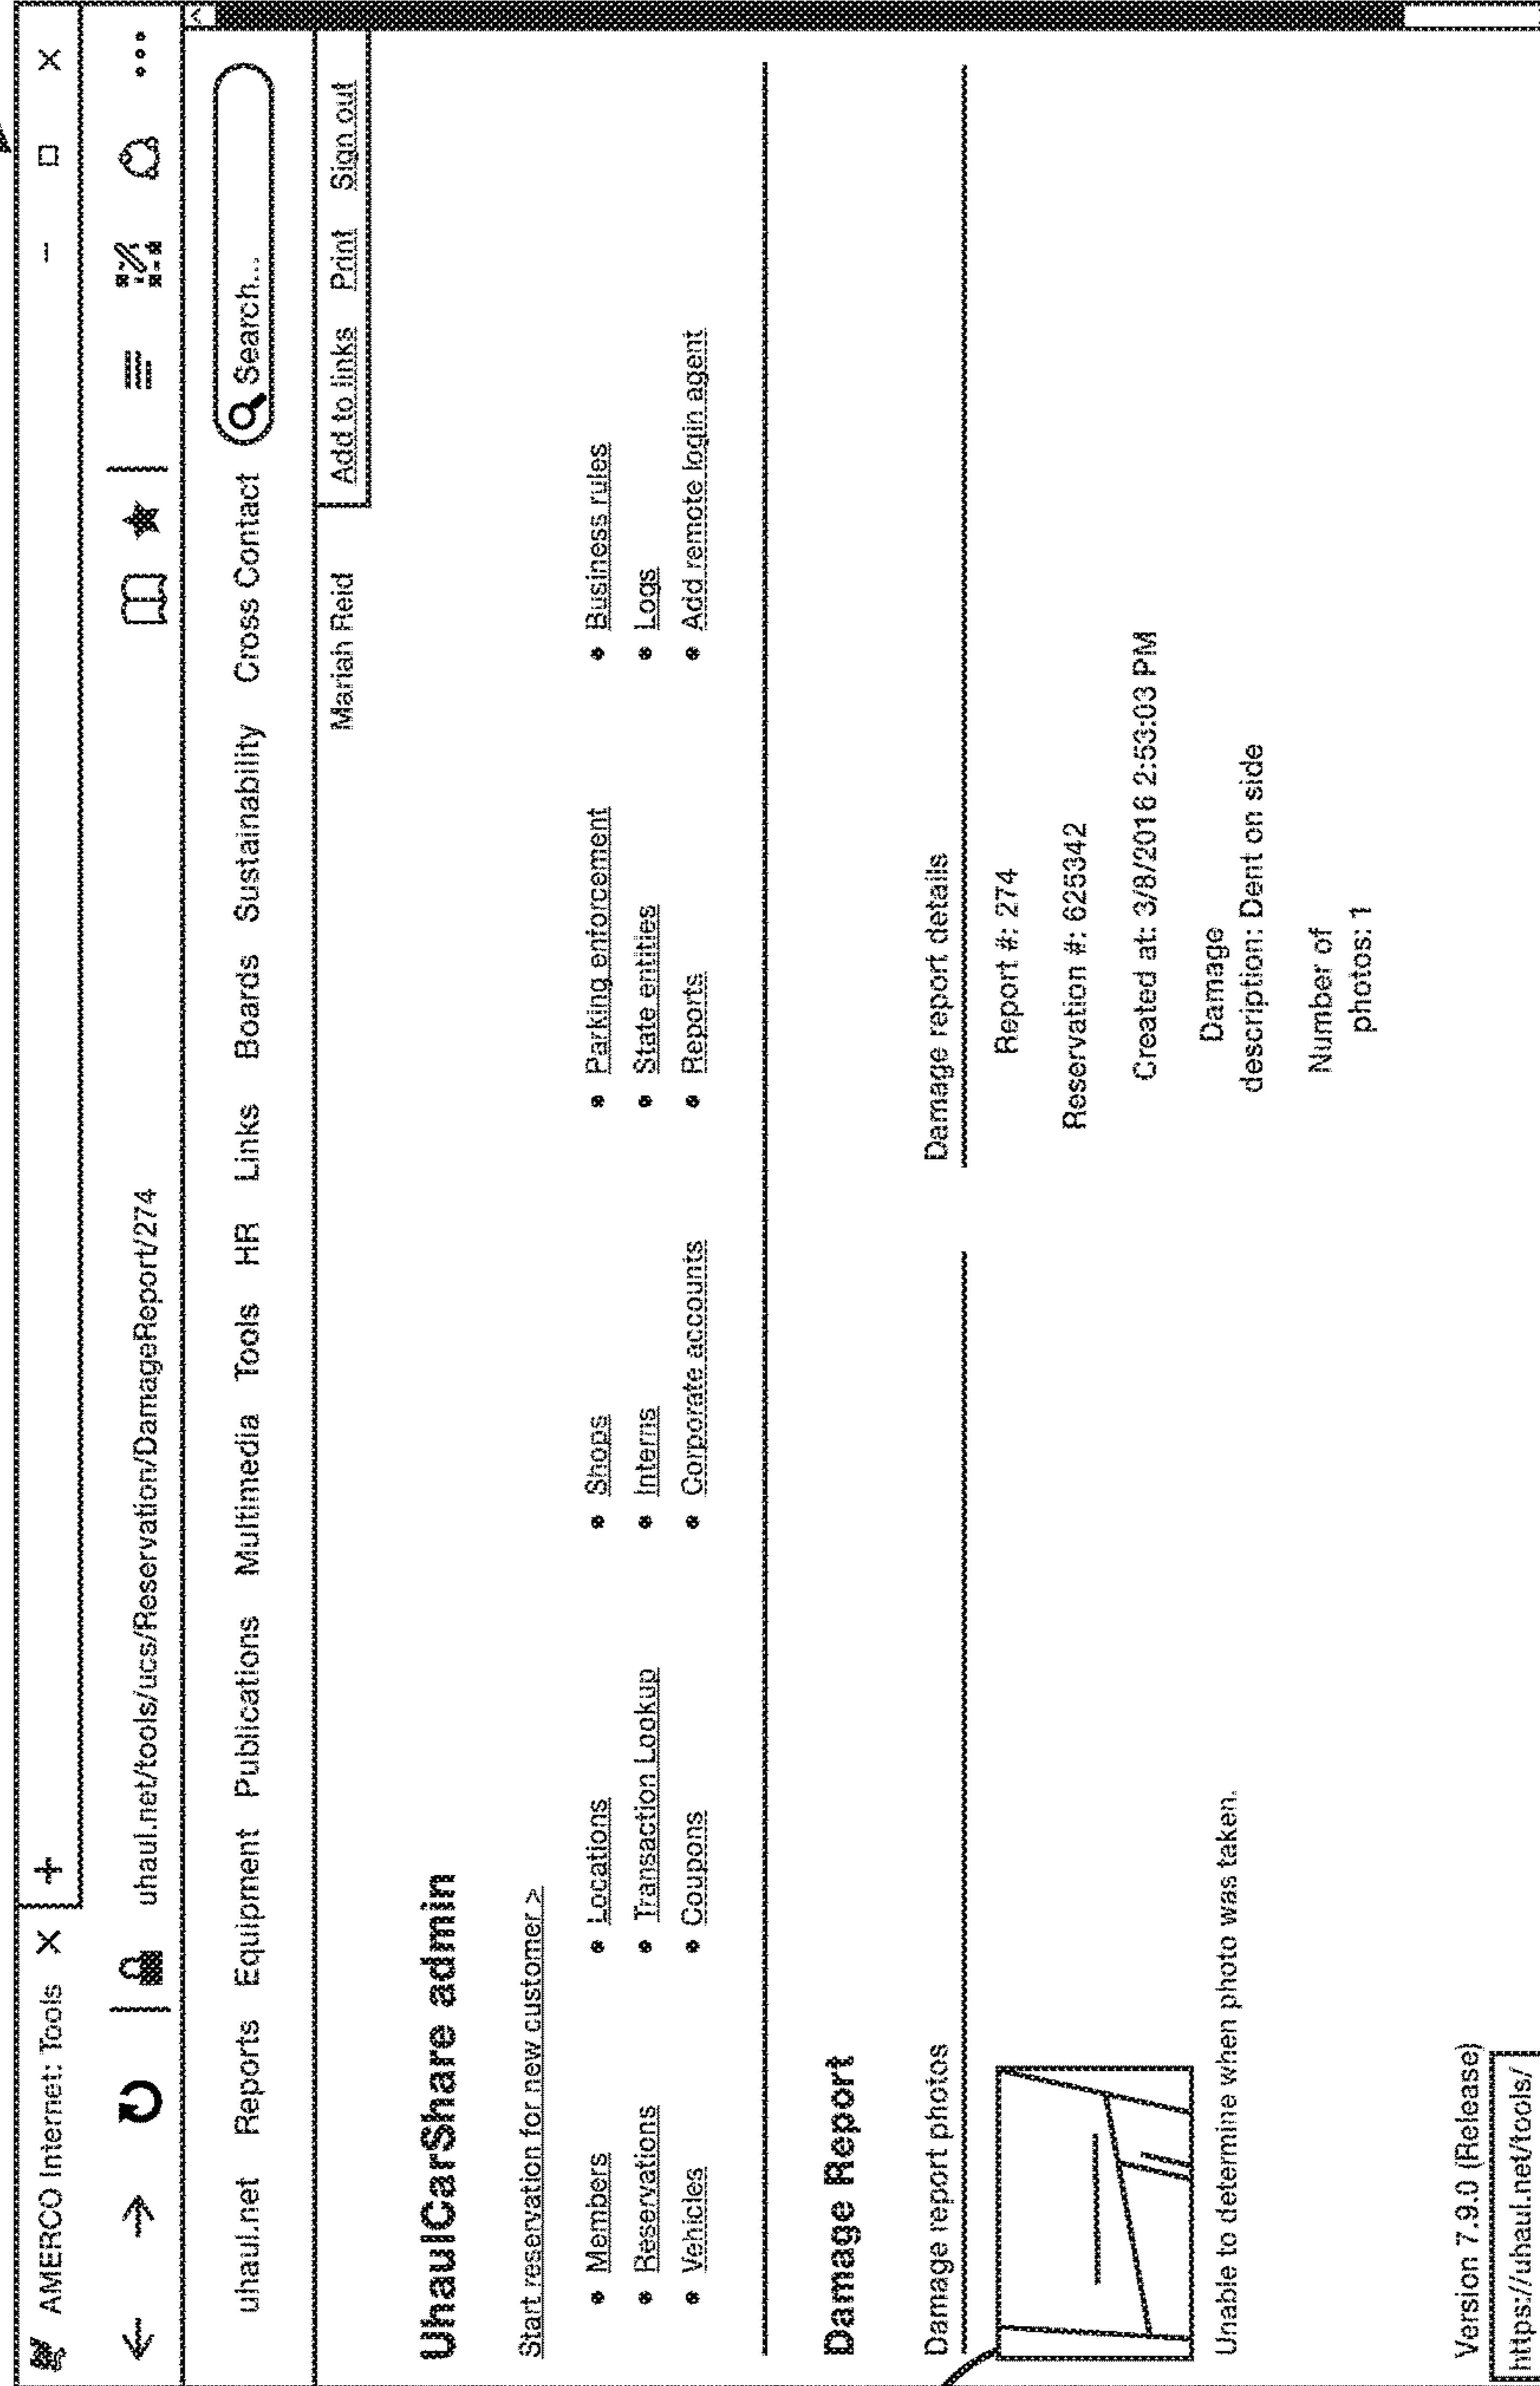 AMERCO Internet: Tools
uhaul.net/tools/ucs/Reservation/DamageReport/274
uhaul.net Reports Equipment Publications Multimedia Tools HR Links Boards Sustainability Cross Contact Search...
Mariah Reid Add to links Print Sign out
UhaulCarShare admin
Start reservation for new customer >
• Members • Locations • Shops • Parking enforcement • Business rules
• Reservations • Transaction Lookup • Interns • State entities • Logs
• Vehicles • Coupons • Corporate accounts • Reports • Add remote login agent
Damage Report
Damage report photos
Unable to determine when photo was taken.
Damage report details
Report #: 274
Reservation #: 625342
Created at: 3/8/2016 2:53:03 PM
Damage
description: Dent on side
Number of
photos: 1
Version 7.9.0 (Release)
https://uhaul.net/tools/